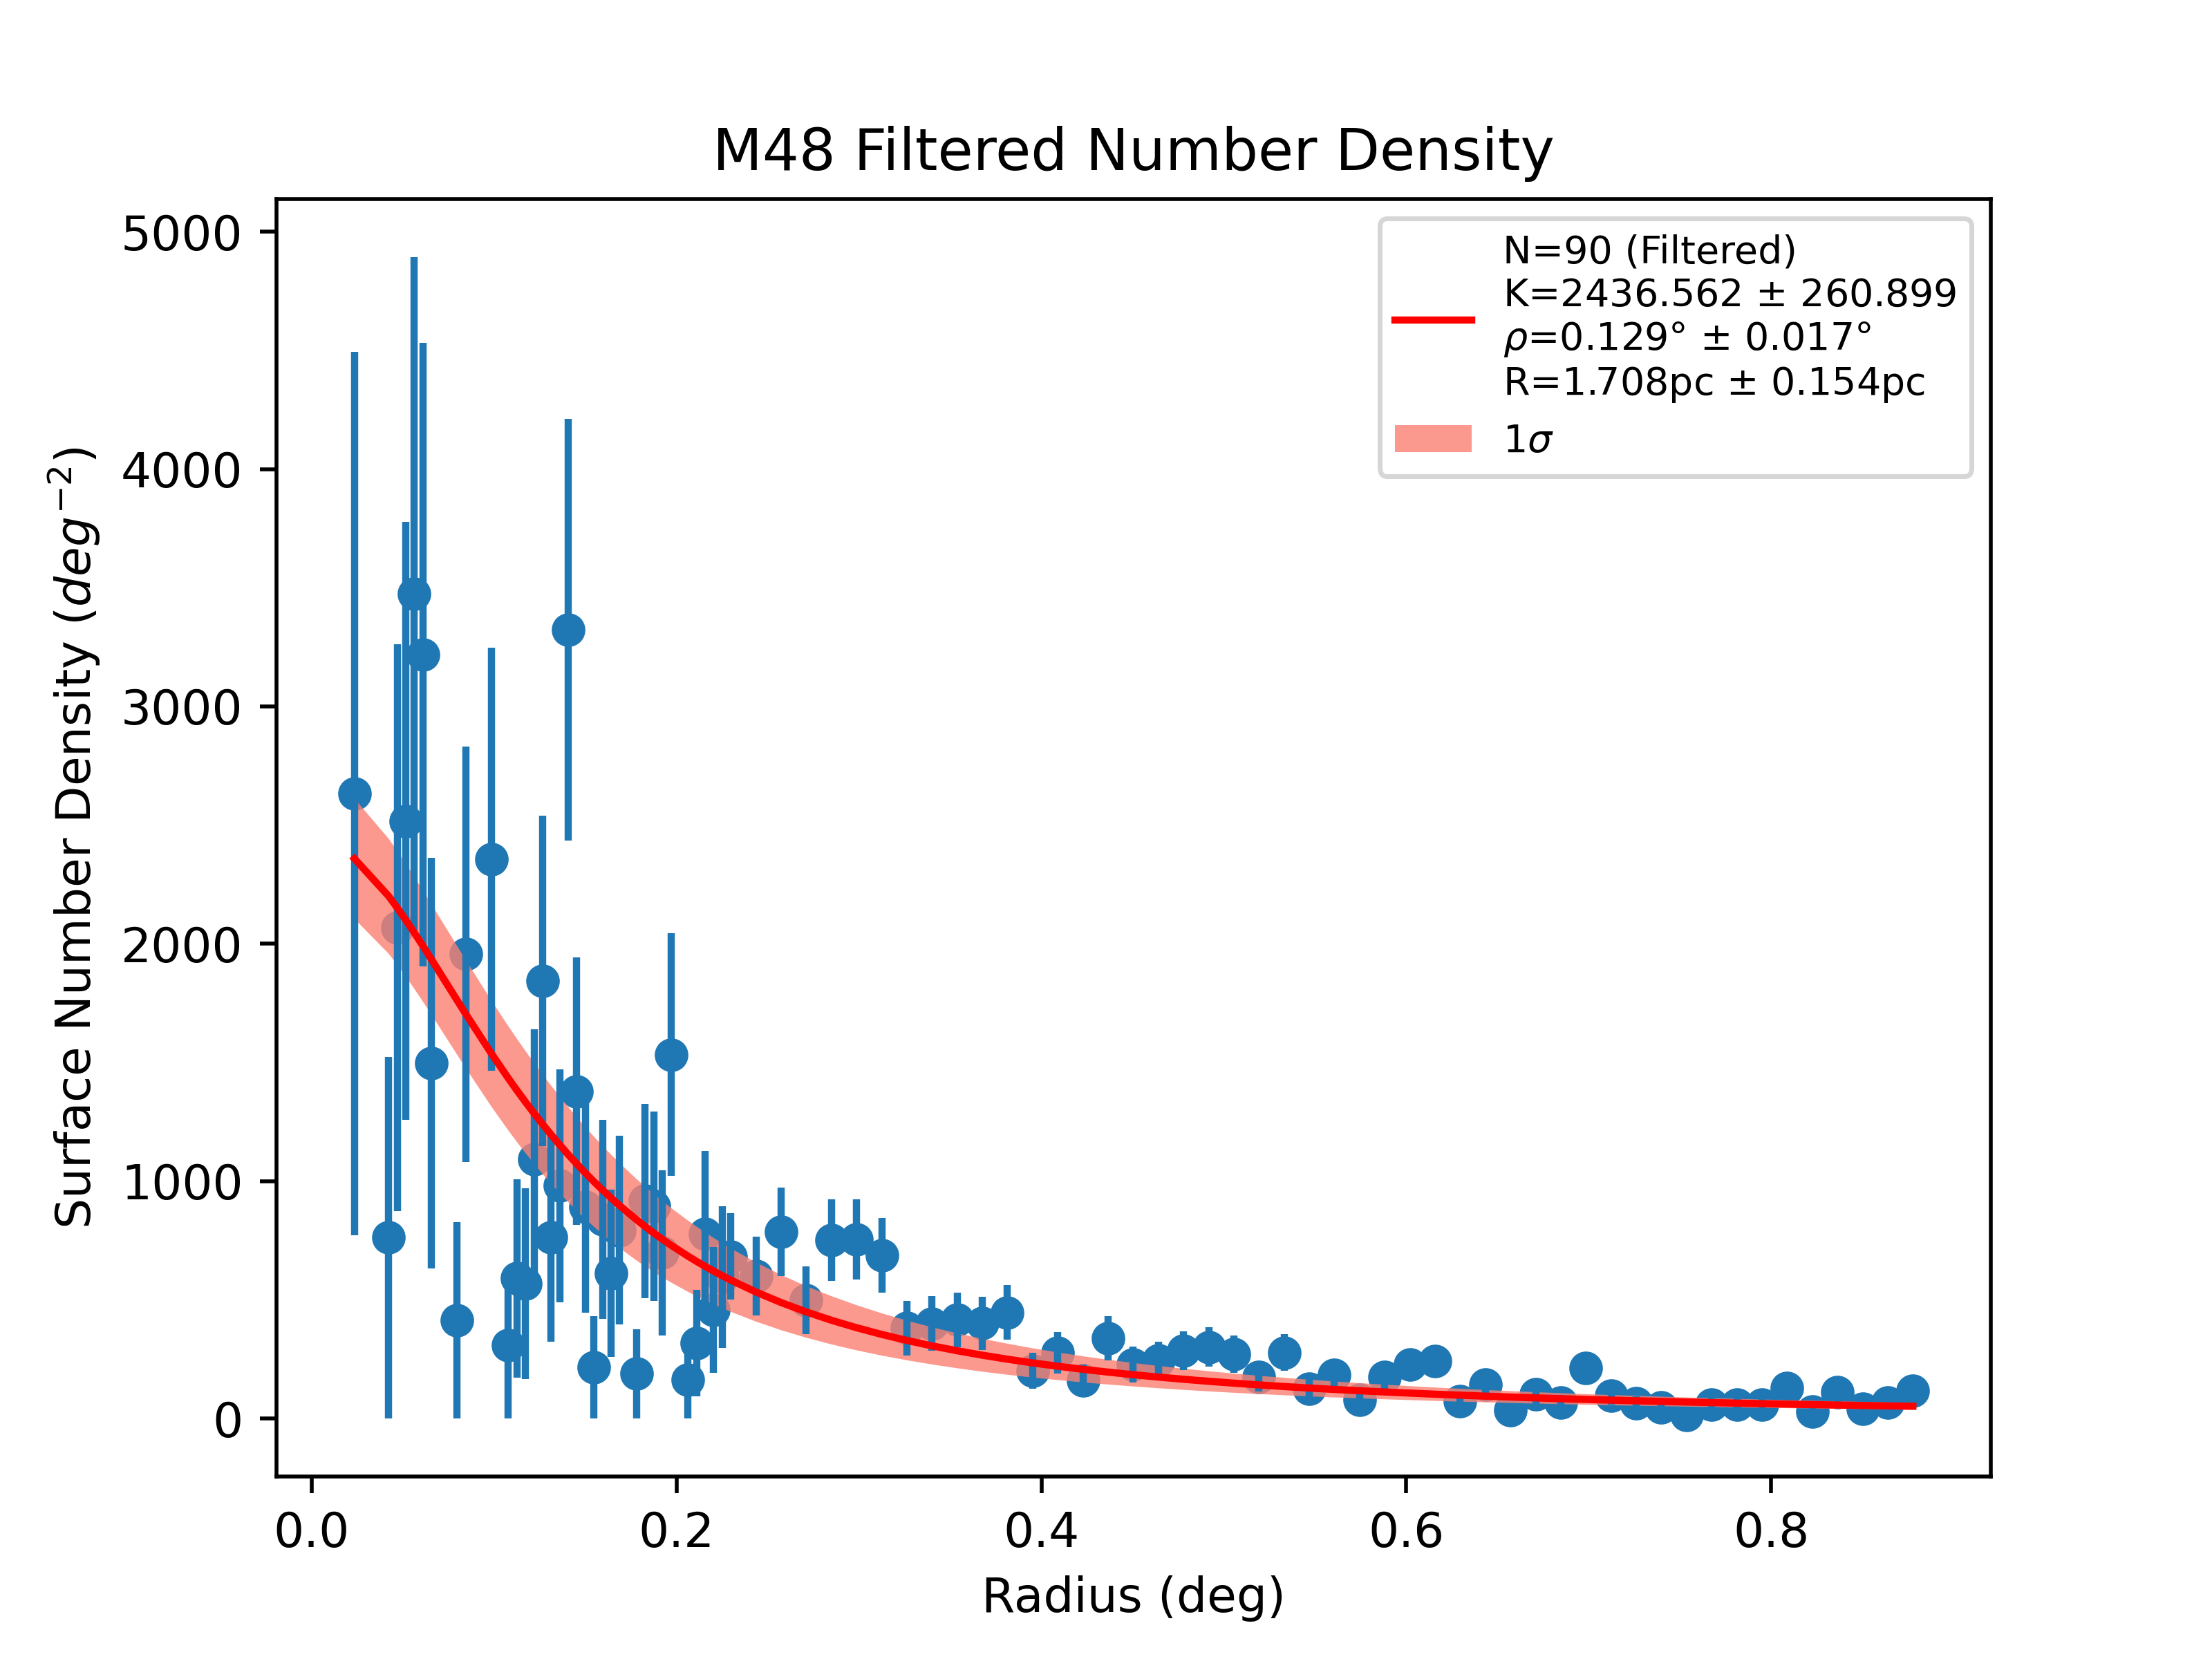 M48 Filtered Number Density
5000
4000
3000
2000
1000
0
Surface Number Density (deg⁻²)
N=90 (Filtered)
K=2436.562 ± 260.899
ρ=0.129° ± 0.017°
R=1.708pc ± 0.154pc
1σ
0.0 0.2 0.4 0.6 0.8
Radius (deg)